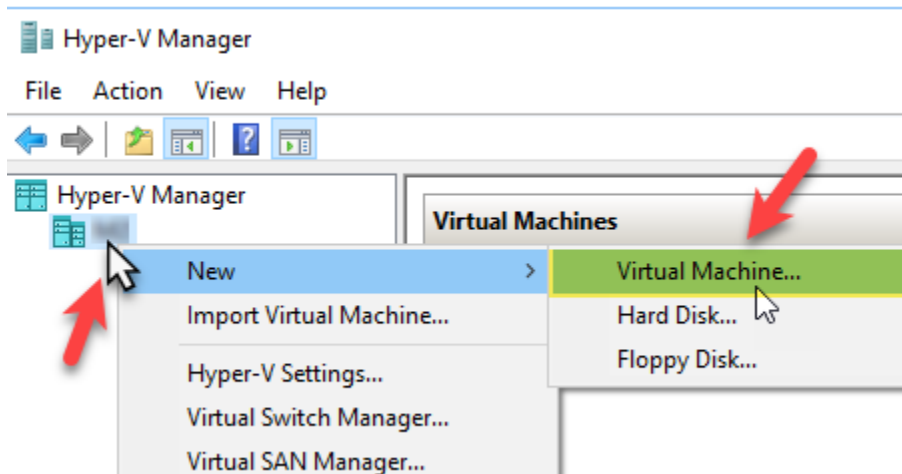 Hyper-V Manager
File Action View Help
Hyper-V Manager
Virtual Machines
New
Virtual Machine...
Import Virtual Machine...
Hard Disk...
Floppy Disk...
Hyper-V Settings...
Virtual Switch Manager...
Virtual SAN Manager...